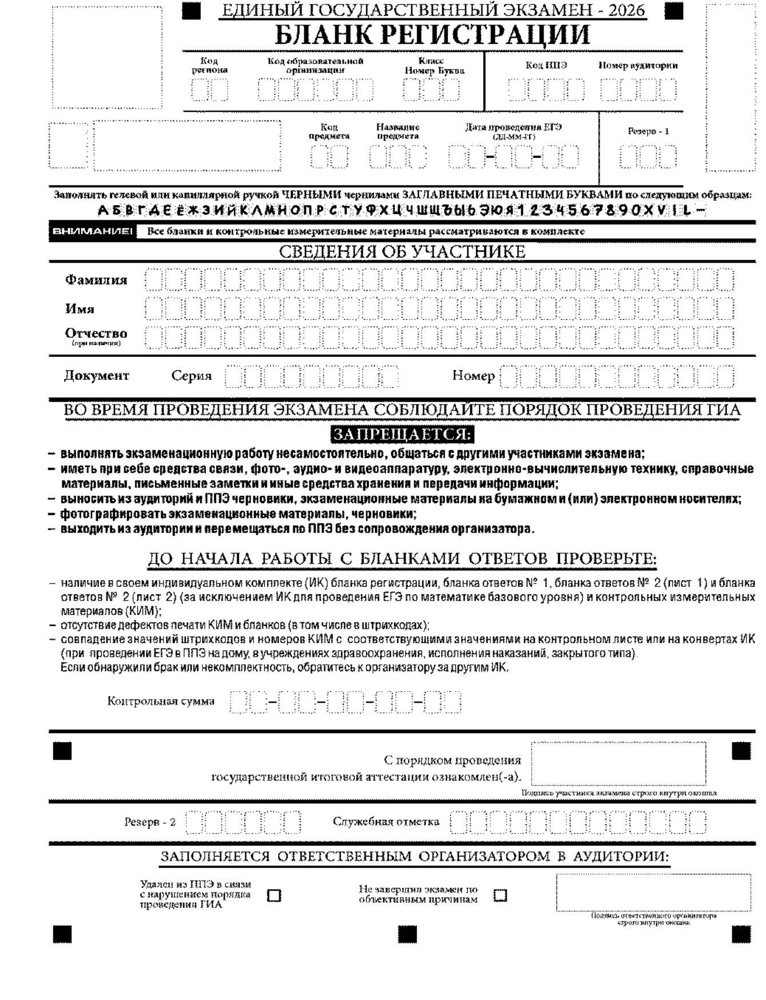 ЕДИНЫЙ ГОСУДАРСТВЕННЫЙ ЭКЗАМЕН - 2026
БЛАНК РЕГИСТРАЦИИ
Код региона
Код образовательной организации
Класс Номер Буква
Код ППЭ
Номер аудитории
Код предмета
Название предмета
Дата проведения ЕГЭ (ДД-ММ-ГГ)
Резерв - 1
Заполнять гелевой или капиллярной ручкой ЧЕРНЫМИ чернилами ЗАГЛАВНЫМИ ПЕЧАТНЫМИ БУКВАМИ по следующим образцам:
А Б В Г Д Е Ё Ж З И Й К Л М Н О П Р С Т У Ф Х Ц Ч Ш Щ Ъ Ы Ь Э Ю Я 1 2 3 4 5 6 7 8 9 0 X V I L -
ВНИМАНИЕ! Все бланки и контрольные измерительные материалы рассматриваются в комплекте
СВЕДЕНИЯ ОБ УЧАСТНИКЕ
Фамилия
Имя
Отчество
(при наличии)
Документ Серия Номер
ВО ВРЕМЯ ПРОВЕДЕНИЯ ЭКЗАМЕНА СОБЛЮДАЙТЕ ПОРЯДОК ПРОВЕДЕНИЯ ГИА
ЗАПРЕЩАЕТСЯ:
– выполнять экзаменационную работу несамостоятельно, общаться с другими участниками экзамена;
– иметь при себе средства связи, фото-, аудио- и видеоаппаратуру, электронно-вычислительную технику, справочные
материалы, письменные заметки и иные средства хранения и передачи информации;
– выносить из аудиторий и ППЭ черновики, экзаменационные материалы на бумажном и (или) электронном носителях;
– фотографировать экзаменационные материалы, черновики;
– выходить из аудитории и перемещаться по ППЭ без сопровождения организатора.
ДО НАЧАЛА РАБОТЫ С БЛАНКАМИ ОТВЕТОВ ПРОВЕРЬТЕ:
– наличие в своем индивидуальном комплекте (ИК) бланка регистрации, бланка ответов № 1, бланка ответов № 2 (лист 1) и бланка
ответов № 2 (лист 2) (за исключением ИК для проведения ЕГЭ по математике базового уровня) и контрольных измерительных
материалов (КИМ);
– отсутствие дефектов печати КИМ и бланков (в том числе в штрихкодах);
– совпадение значений штрихкодов и номеров КИМ с соответствующими значениями на контрольном листе или на конвертах ИК
(при проведении ЕГЭ в ППЭ на дому, в учреждениях здравоохранения, исполнения наказаний, закрытого типа).
Если обнаружили брак или некомплектность, обратитесь к организатору за другим ИК.
Контрольная сумма
С порядком проведения
государственной итоговой аттестации ознакомлен(-а).
Подпись участника экзамена строго внутри окошка
Резерв - 2 Служебная отметка
ЗАПОЛНЯЕТСЯ ОТВЕТСТВЕННЫМ ОРГАНИЗАТОРОМ В АУДИТОРИИ:
Удален из ППЭ в связи
с нарушением порядка
проведения ГИА
Не завершил экзамен по
объективным причинам
Подпись ответственного организатора
строго внутри окошка